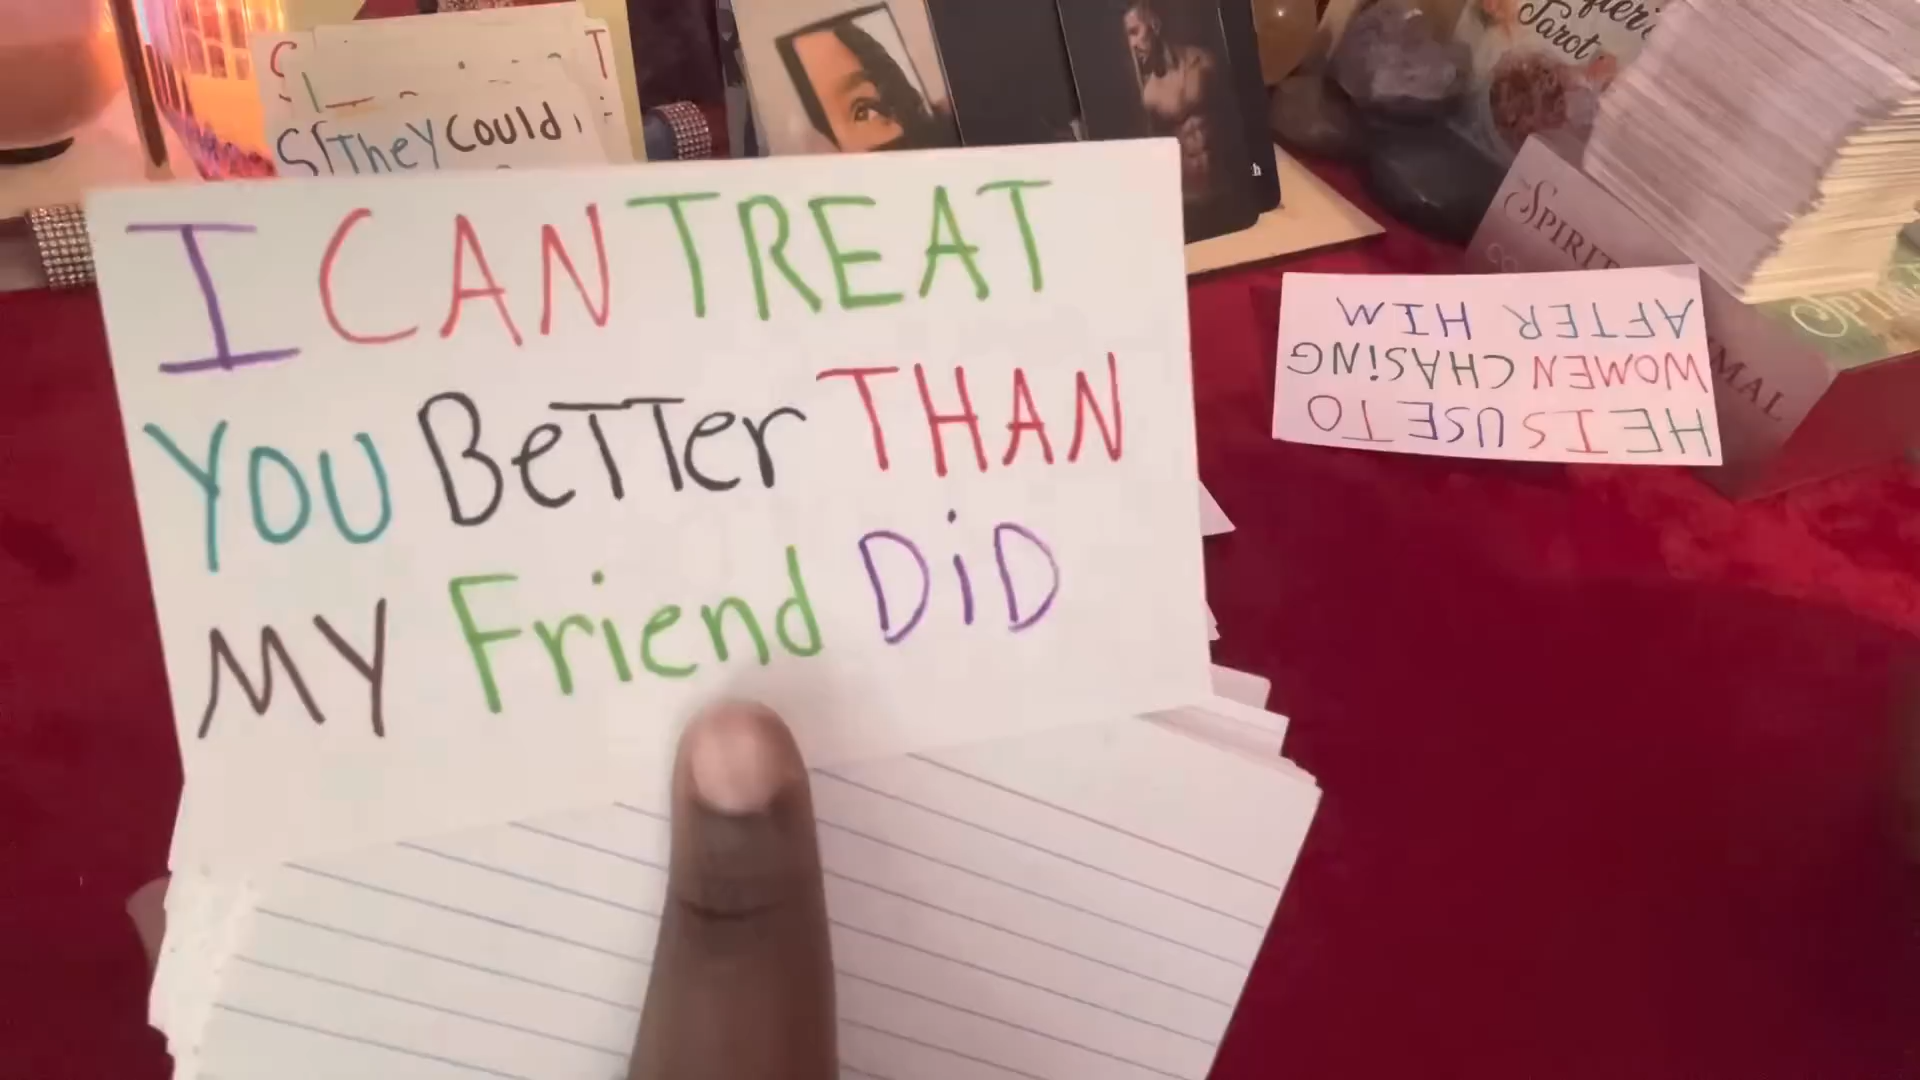 They Could
I CAN TREAT
YOU BeTTer THAN
MY Friend DiD
HE IS USE TO
WOMEN CHASiNG
AFTER HIM
Tarot
SPIRIT